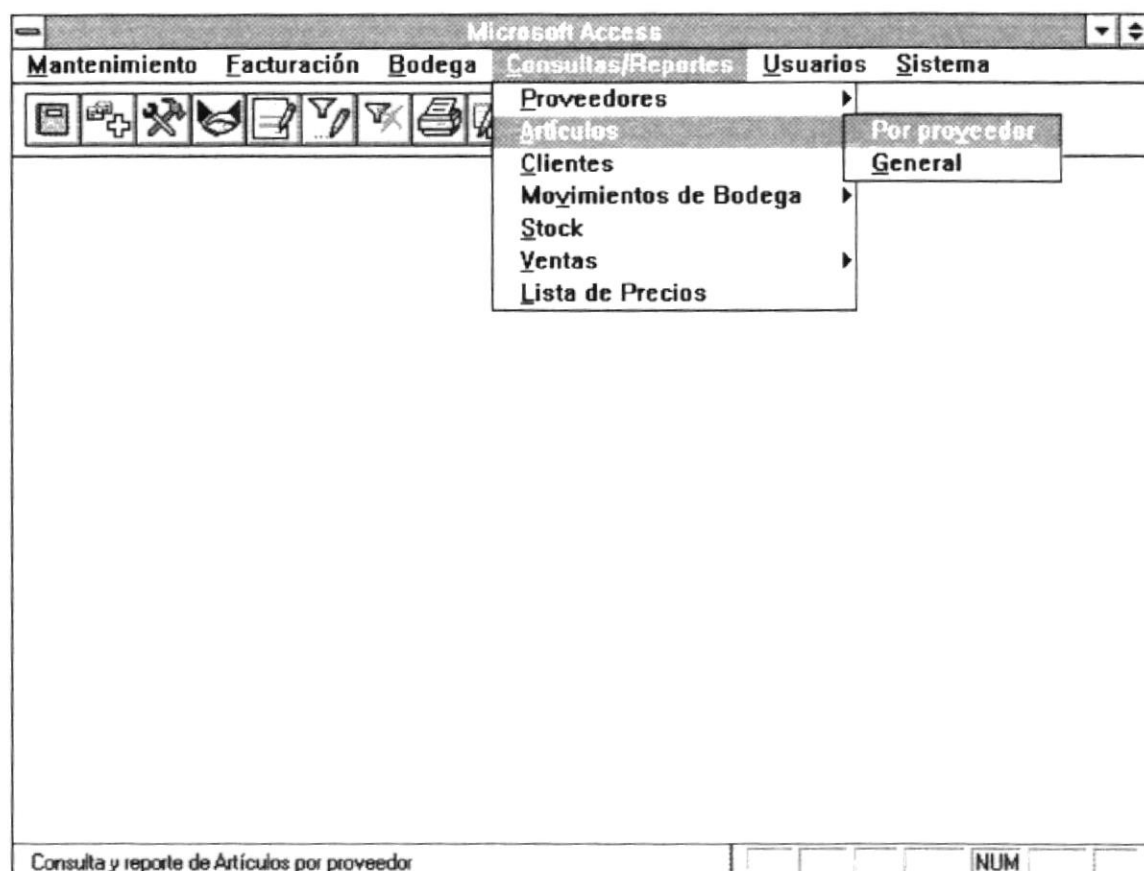 Microsoft Access
Mantenimiento Facturación Bodega Consultas/Reportes Usuarios Sistema
Proveedores
Artículos Por proveedor
Clientes General
Movimientos de Bodega
Stock
Ventas
Lista de Precios
Consulta y reporte de Artículos por proveedor NUM